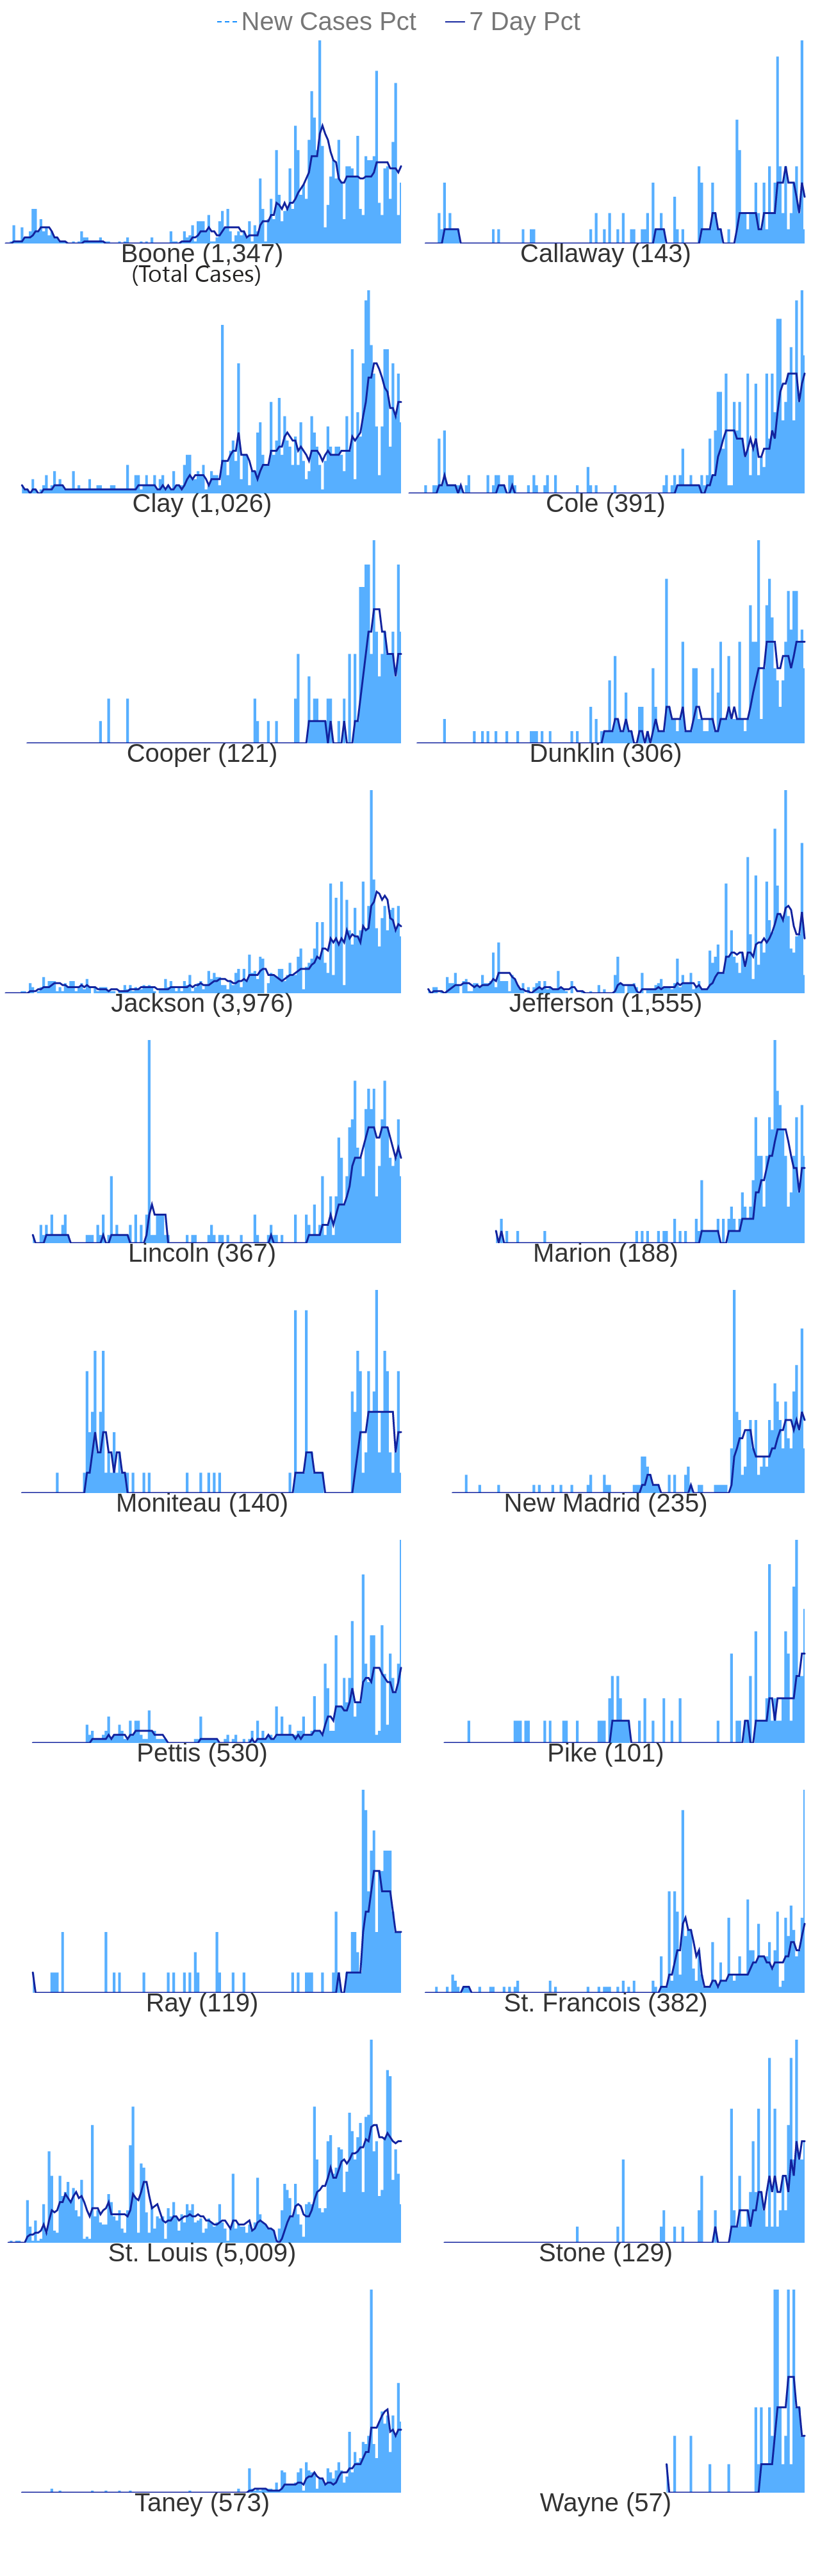 New Cases Pct 7 Day Pct
Boone (1,347) Callaway (143)
(Total Cases)
Clay (1,026) Cole (391)
Cooper (121) Dunklin (306)
Jackson (3,976) Jefferson (1,555)
Lincoln (367) Marion (188)
Moniteau (140) New Madrid (235)
Pettis (530) Pike (101)
Ray (119) St. Francois (382)
St. Louis (5,009) Stone (129)
Taney (573) Wayne (57)